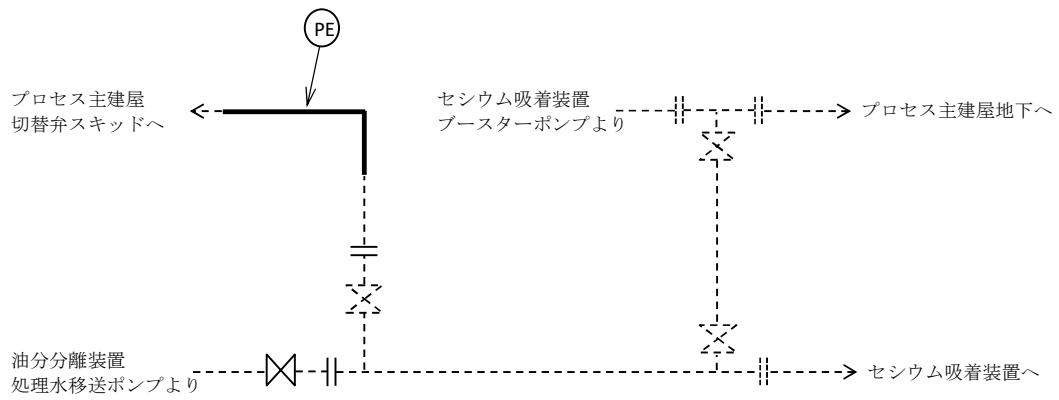 PE
プロセス主建屋
切替弁スキッドへ
セシウム吸着装置
ブースターポンプより
プロセス主建屋地下へ
油分分離装置
処理水移送ポンプより
セシウム吸着装置へ